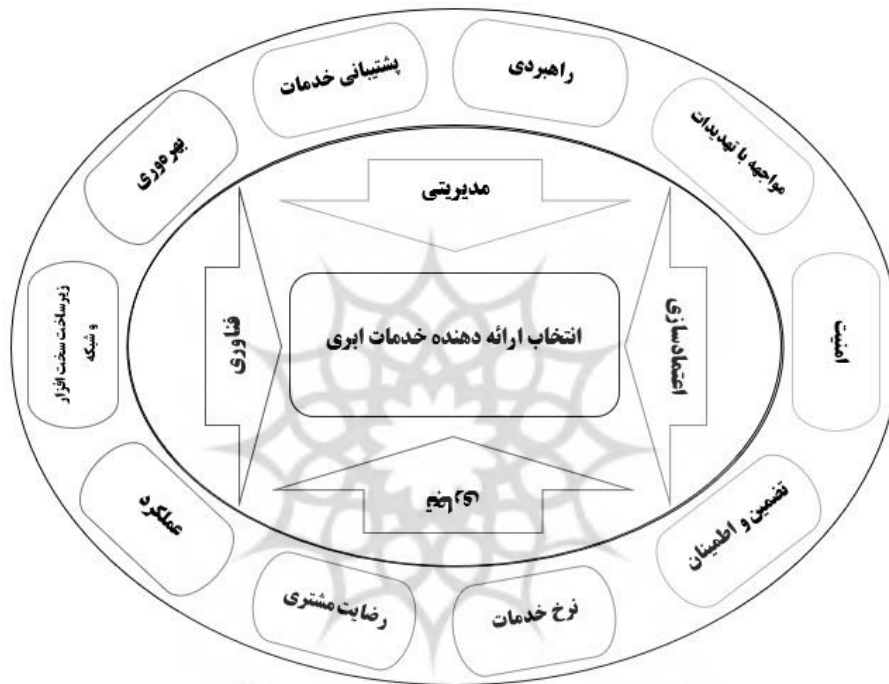 راهبردی
پشتیبانی خدمات
مواجهه با تهدیدات
بهره‌وری
مدیریتی
امنیت
اعتمادسازی
انتخاب ارائه دهنده خدمات ابری
فناوری
زیرساخت سخت افزار
و شبکه
تجاری
تضمین و اطمینان
عملکرد
نرخ خدمات
رضایت مشتری